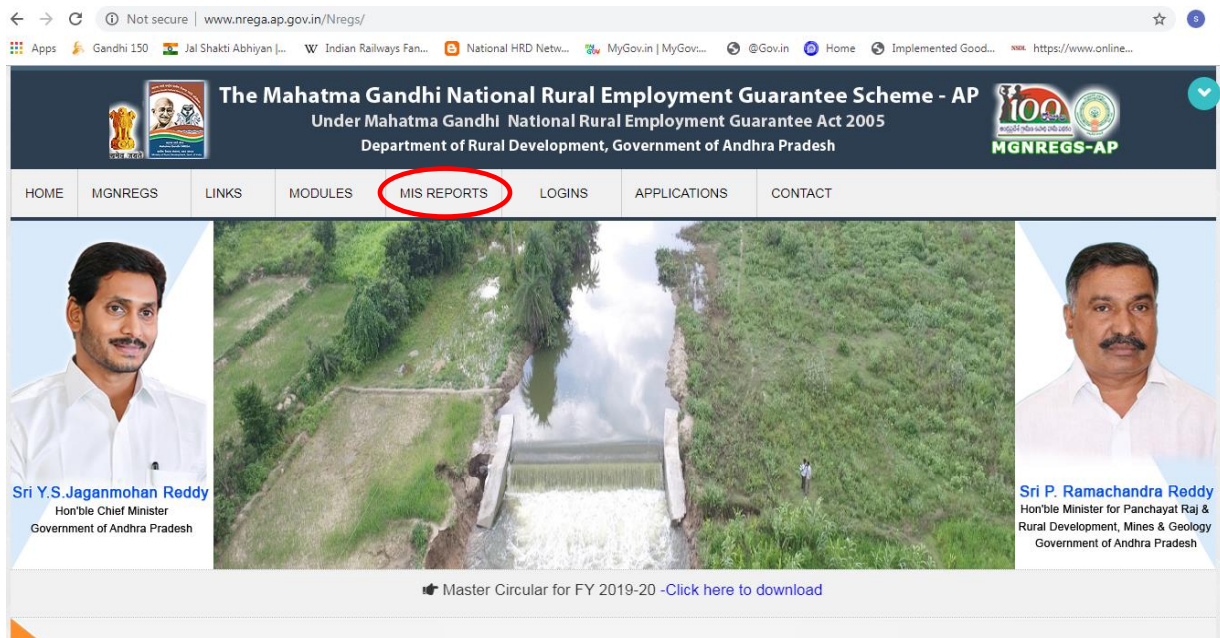 Not secure | www.nrega.ap.gov.in/Nregs/
Apps Gandhi 150 Jal Shakti Abhiyan |... Indian Railways Fan... National HRD Netw... MyGov.in | MyGov:... @Gov.in Home Implemented Good... https://www.online...
The Mahatma Gandhi National Rural Employment Guarantee Scheme - AP
Under Mahatma Gandhi National Rural Employment Guarantee Act 2005
Department of Rural Development, Government of Andhra Pradesh
सत्यमेव जयते
100
MGNREGS-AP
HOME MGNREGS LINKS MODULES MIS REPORTS LOGINS APPLICATIONS CONTACT
Sri Y.S.Jaganmohan Reddy
Hon'ble Chief Minister
Government of Andhra Pradesh
Sri P. Ramachandra Reddy
Hon'ble Minister for Panchayat Raj &
Rural Development, Mines & Geology
Government of Andhra Pradesh
Master Circular for FY 2019-20 -Click here to download